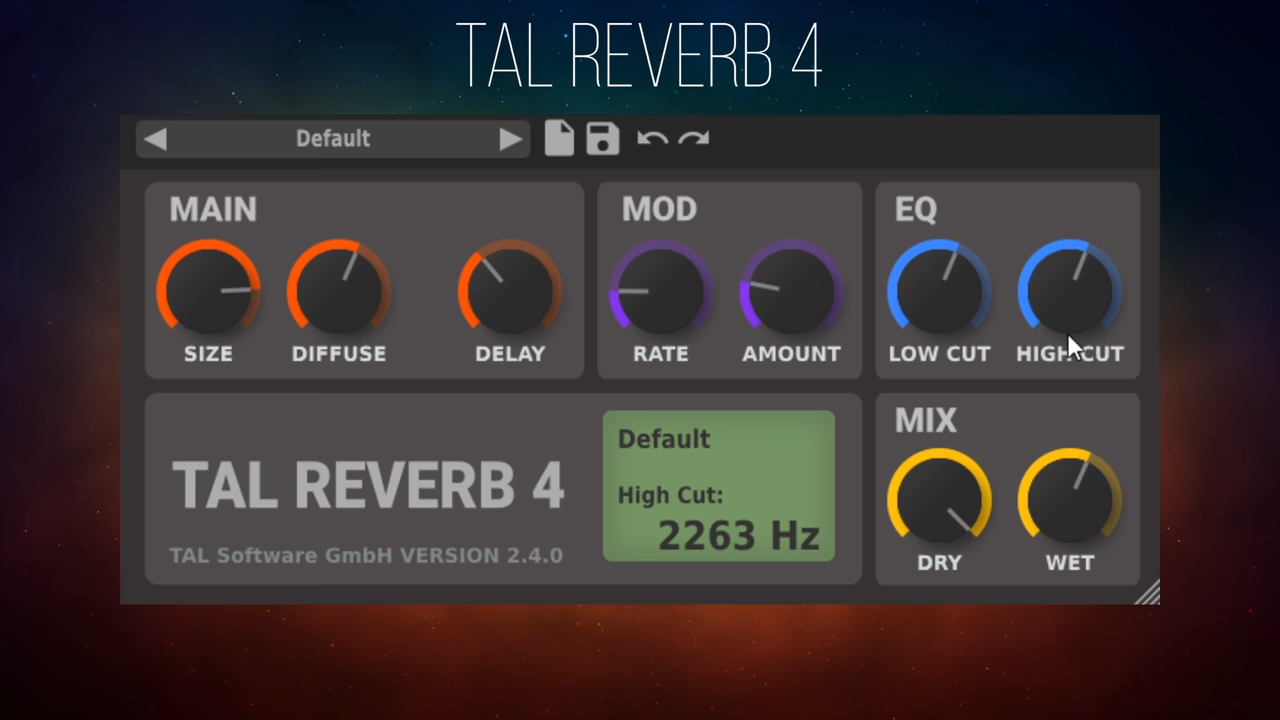 TAL REVERB 4
Default
MAIN
MOD
EQ
SIZE
DIFFUSE
DELAY
RATE
AMOUNT
LOW CUT
HIGH CUT
TAL REVERB 4
TAL Software GmbH VERSION 2.4.0
Default
High Cut:
2263 Hz
MIX
DRY
WET